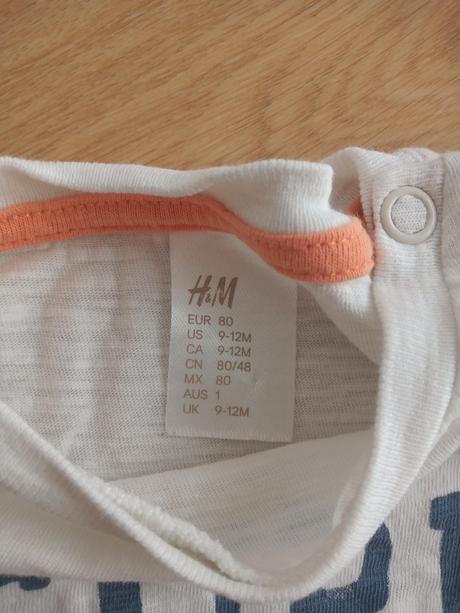 H&M
EUR 80
US 9-12M
CA 9-12M
CN 80/48
MX 80
AUS 1
UK 9-12M